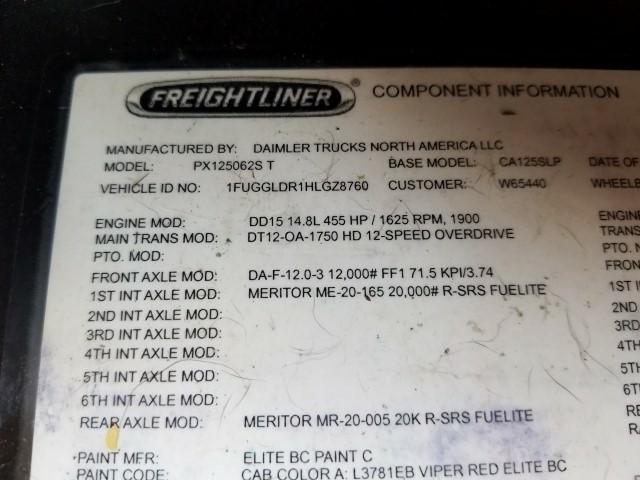 FREIGHTLINER® COMPONENT INFORMATION
MANUFACTURED BY: DAIMLER TRUCKS NORTH AMERICA LLC
MODEL: PX125062S T BASE MODEL: CA125SLP DATE OF
VEHICLE ID NO: 1FUGGLDR1HLGZ8760 CUSTOMER: W65440 WHEELB
ENGINE MOD: DD15 14.8L 455 HP / 1625 RPM, 1900 ENGINE
MAIN TRANS MOD: DT12-OA-1750 HD 12-SPEED OVERDRIVE TRANS
PTO. MOD: PTO. M
FRONT AXLE MOD: DA-F-12.0-3 12,000# FF1 71.5 KPI/3.74 FRON
1ST INT AXLE MOD: MERITOR ME-20-165 20,000# R-SRS FUELITE 1ST I
2ND INT AXLE MOD: 2ND
3RD INT AXLE MOD: 3RD
4TH INT AXLE MOD: 4TH
5TH INT AXLE MOD: 5TH
6TH INT AXLE MOD: 6TH
REAR AXLE MOD: MERITOR MR-20-005 20K R-SRS FUELITE RE
RA
PAINT MFR: ELITE BC PAINT C
PAINT CODE: CAB COLOR A: L3781EB VIPER RED ELITE BC